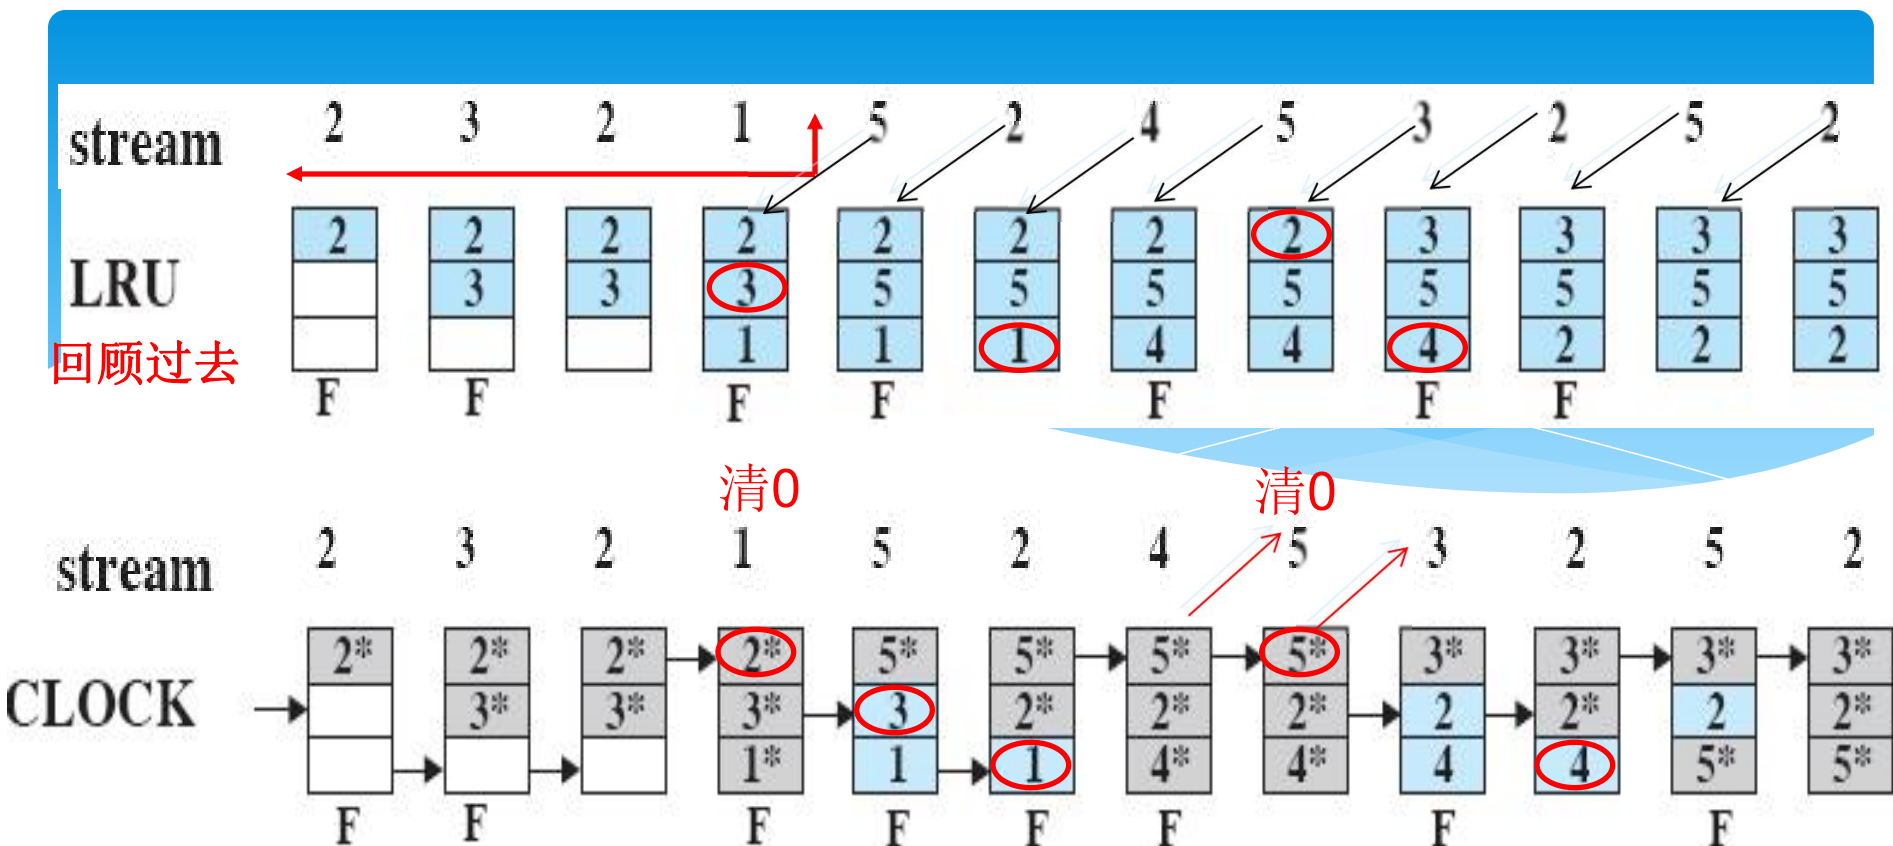 stream 2 3 2 1 5 2 4 5 3 2 5 2
2 2 2 2 2 2 2 2 3 3 3 3
LRU 3 3 3 5 5 5 5 5 5 5 5
回顾过去 1 1 1 4 4 4 2 2 2
F F F F F F F
清0 清0
stream 2 3 2 1 5 2 4 5 3 2 5 2
2* 2* 2* 2* 5* 5* 5* 5* 3* 3* 3* 3*
CLOCK 3* 3* 3* 3 2* 2* 2* 2 2* 2 2*
1* 1 1 4* 4* 4 4 5* 5*
F F F F F F F F